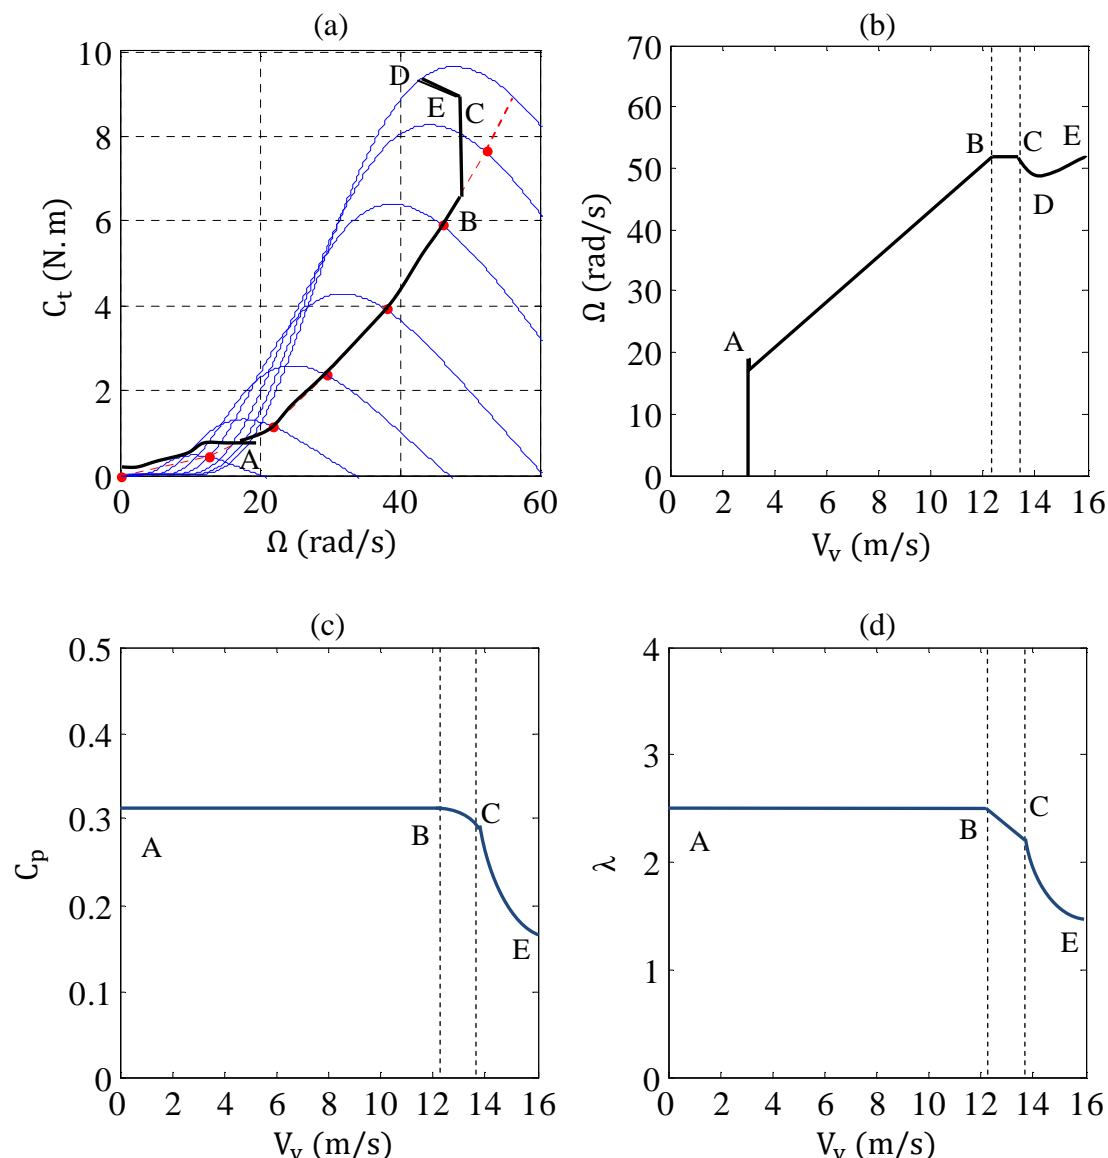 (a)
10
8
6
4
2
0
C_t (N.m)
D
E
C
B
A
0 20 40 60
Ω (rad/s)
(b)
70
60
50
40
30
20
10
0
Ω (rad/s)
B C E
D
A
0 2 4 6 8 10 12 14 16
V_v (m/s)
(c)
0.5
0.4
0.3
0.2
0.1
0
C_p
A
B
C
E
0 2 4 6 8 10 12 14 16
V_v (m/s)
(d)
4
3
2
1
0
λ
A
B
C
E
0 2 4 6 8 10 12 14 16
V_v (m/s)